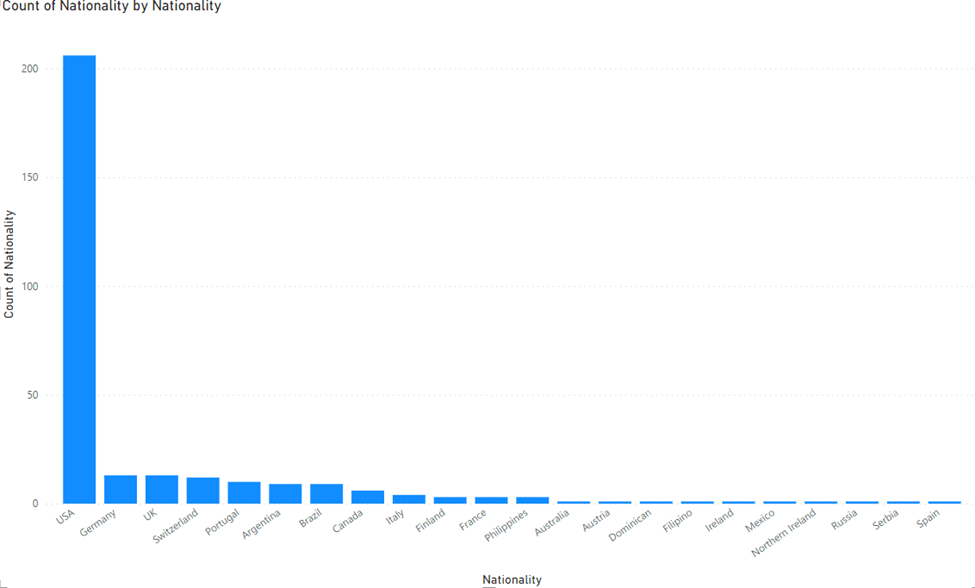 Count of Nationality by Nationality
Count of Nationality
200
150
100
50
0
USA
Germany
UK
Switzerland
Portugal
Argentina
Brazil
Canada
Italy
Finland
France
Philippines
Australia
Austria
Dominican
Filipino
Ireland
Mexico
Northern Ireland
Russia
Serbia
Spain
Nationality